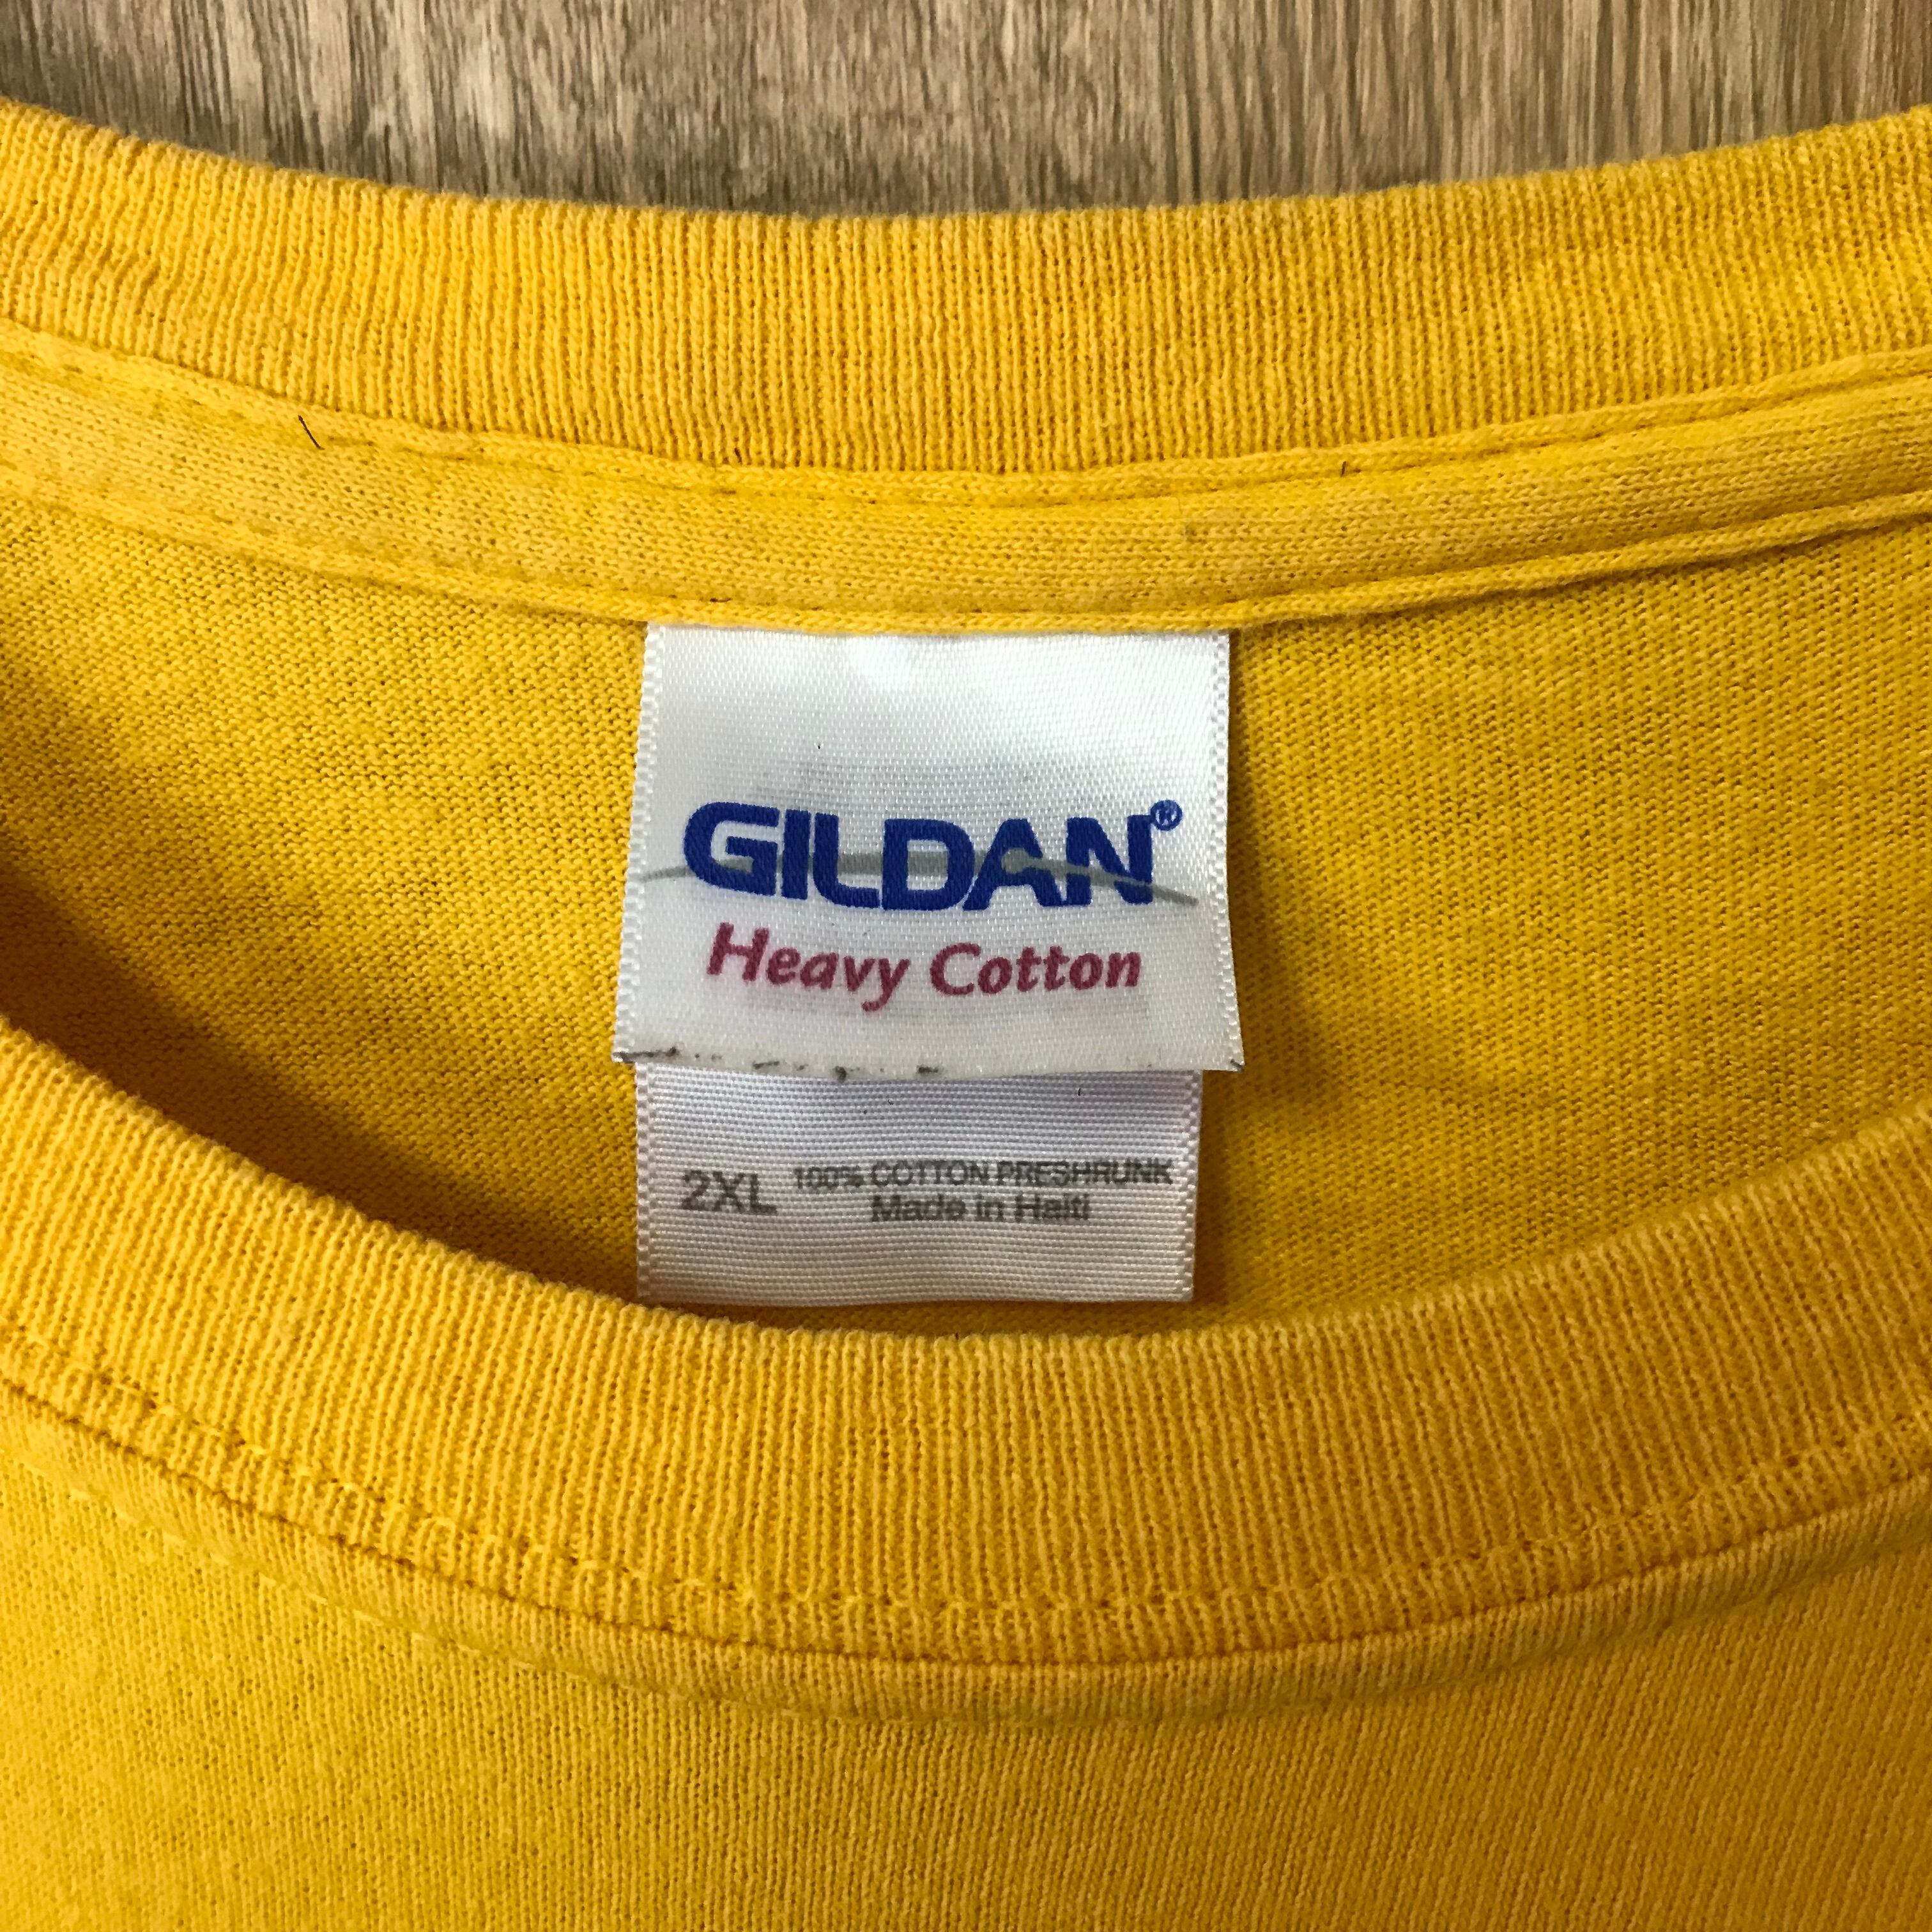 GILDAN®
Heavy Cotton
2XL 100% COTTON PRESHRUNK
Made in Haiti